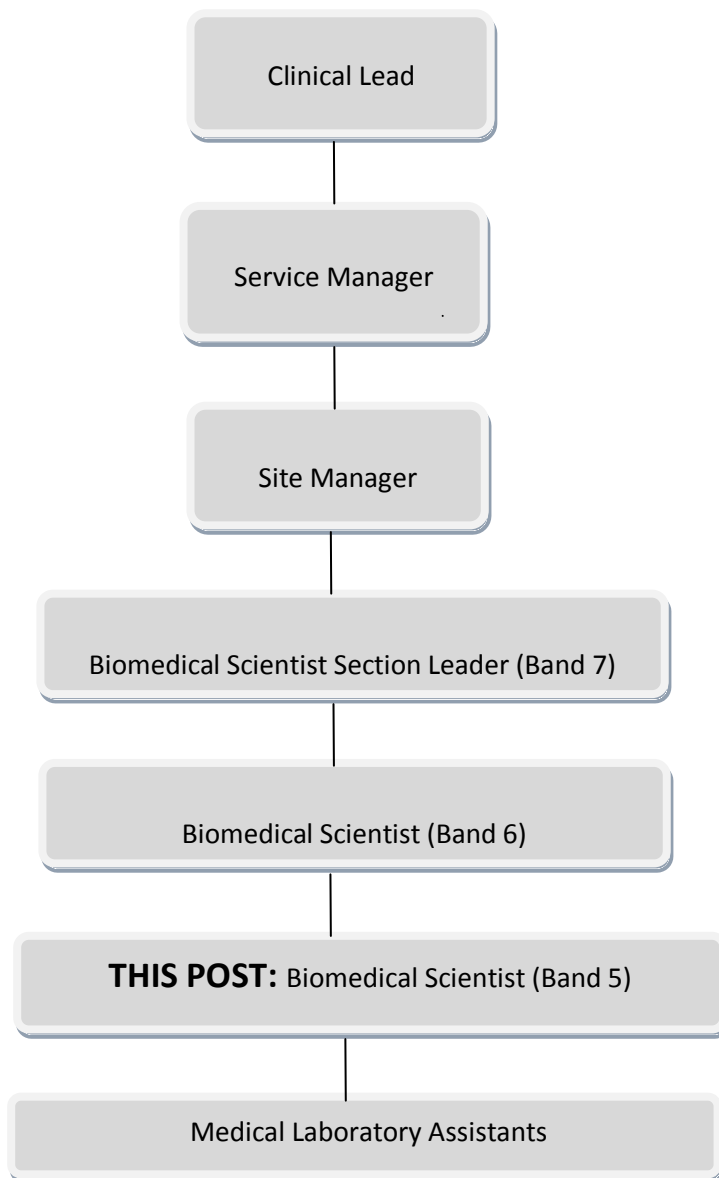 Clinical Lead
Service Manager
.
Site Manager
Biomedical Scientist Section Leader (Band 7)
Biomedical Scientist (Band 6)
THIS POST: Biomedical Scientist (Band 5)
Medical Laboratory Assistants